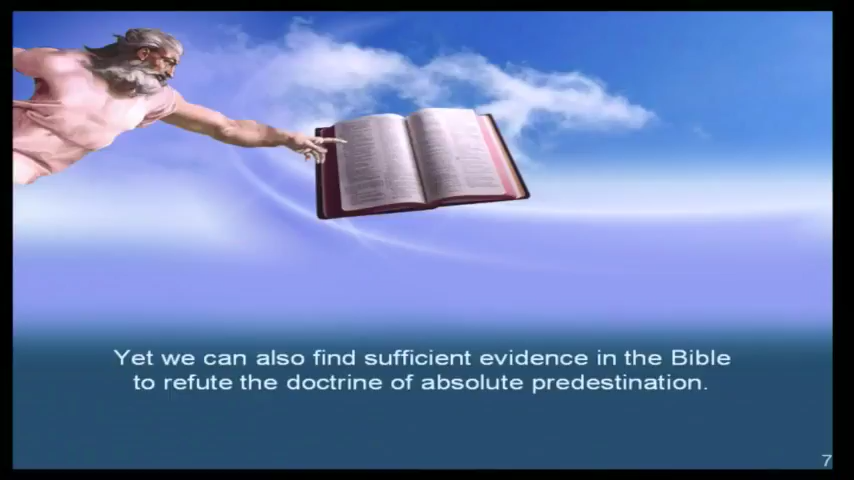 Yet we can also find sufficient evidence in the Bible
to refute the doctrine of absolute predestination.
7